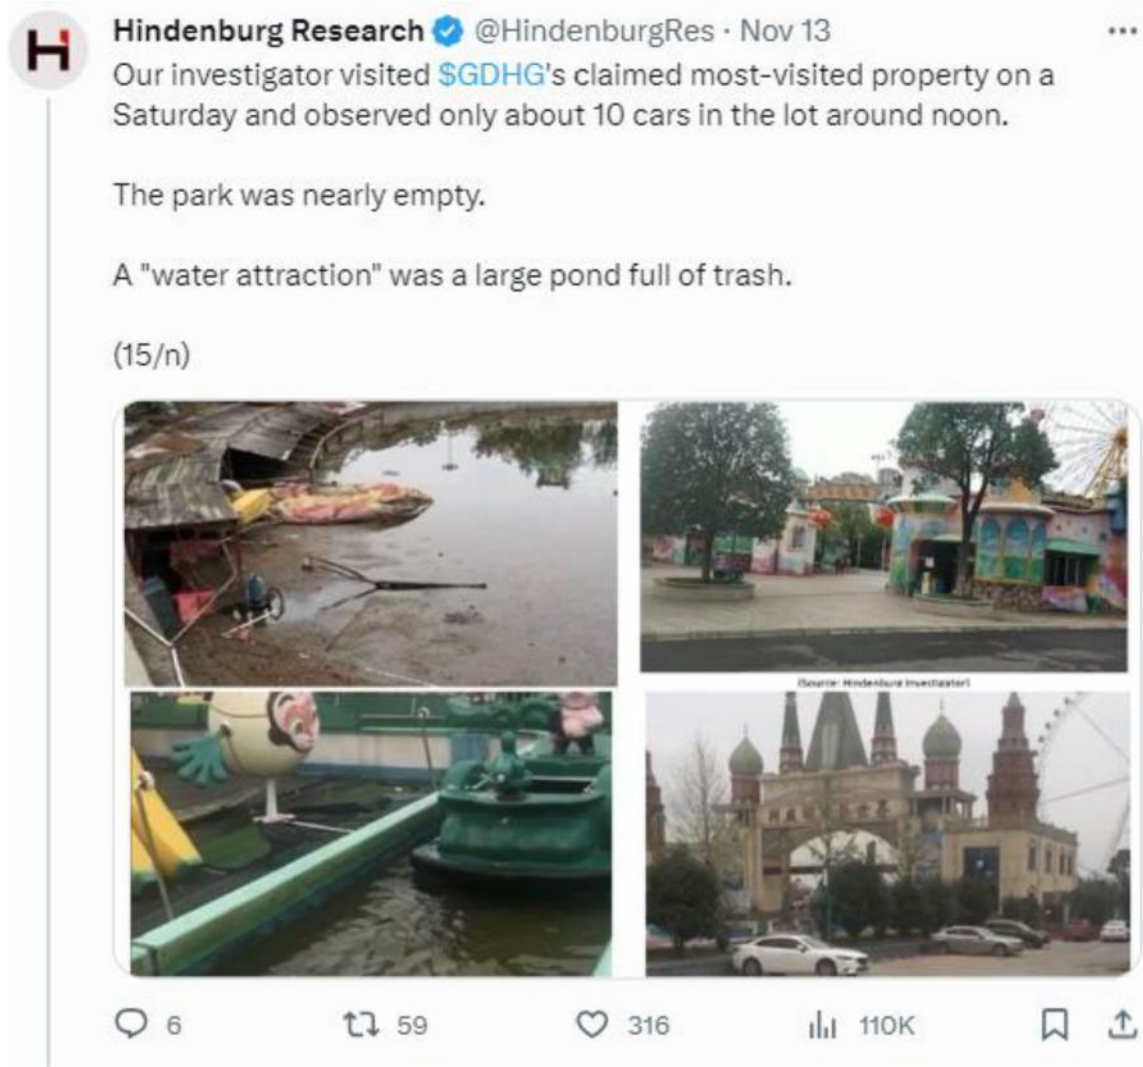 Hindenburg Research @HindenburgRes · Nov 13
Our investigator visited $GDHG's claimed most-visited property on a
Saturday and observed only about 10 cars in the lot around noon.
The park was nearly empty.
A "water attraction" was a large pond full of trash.
(15/n)
(Source: Hindenburg Investigator)
6 59 316 110K